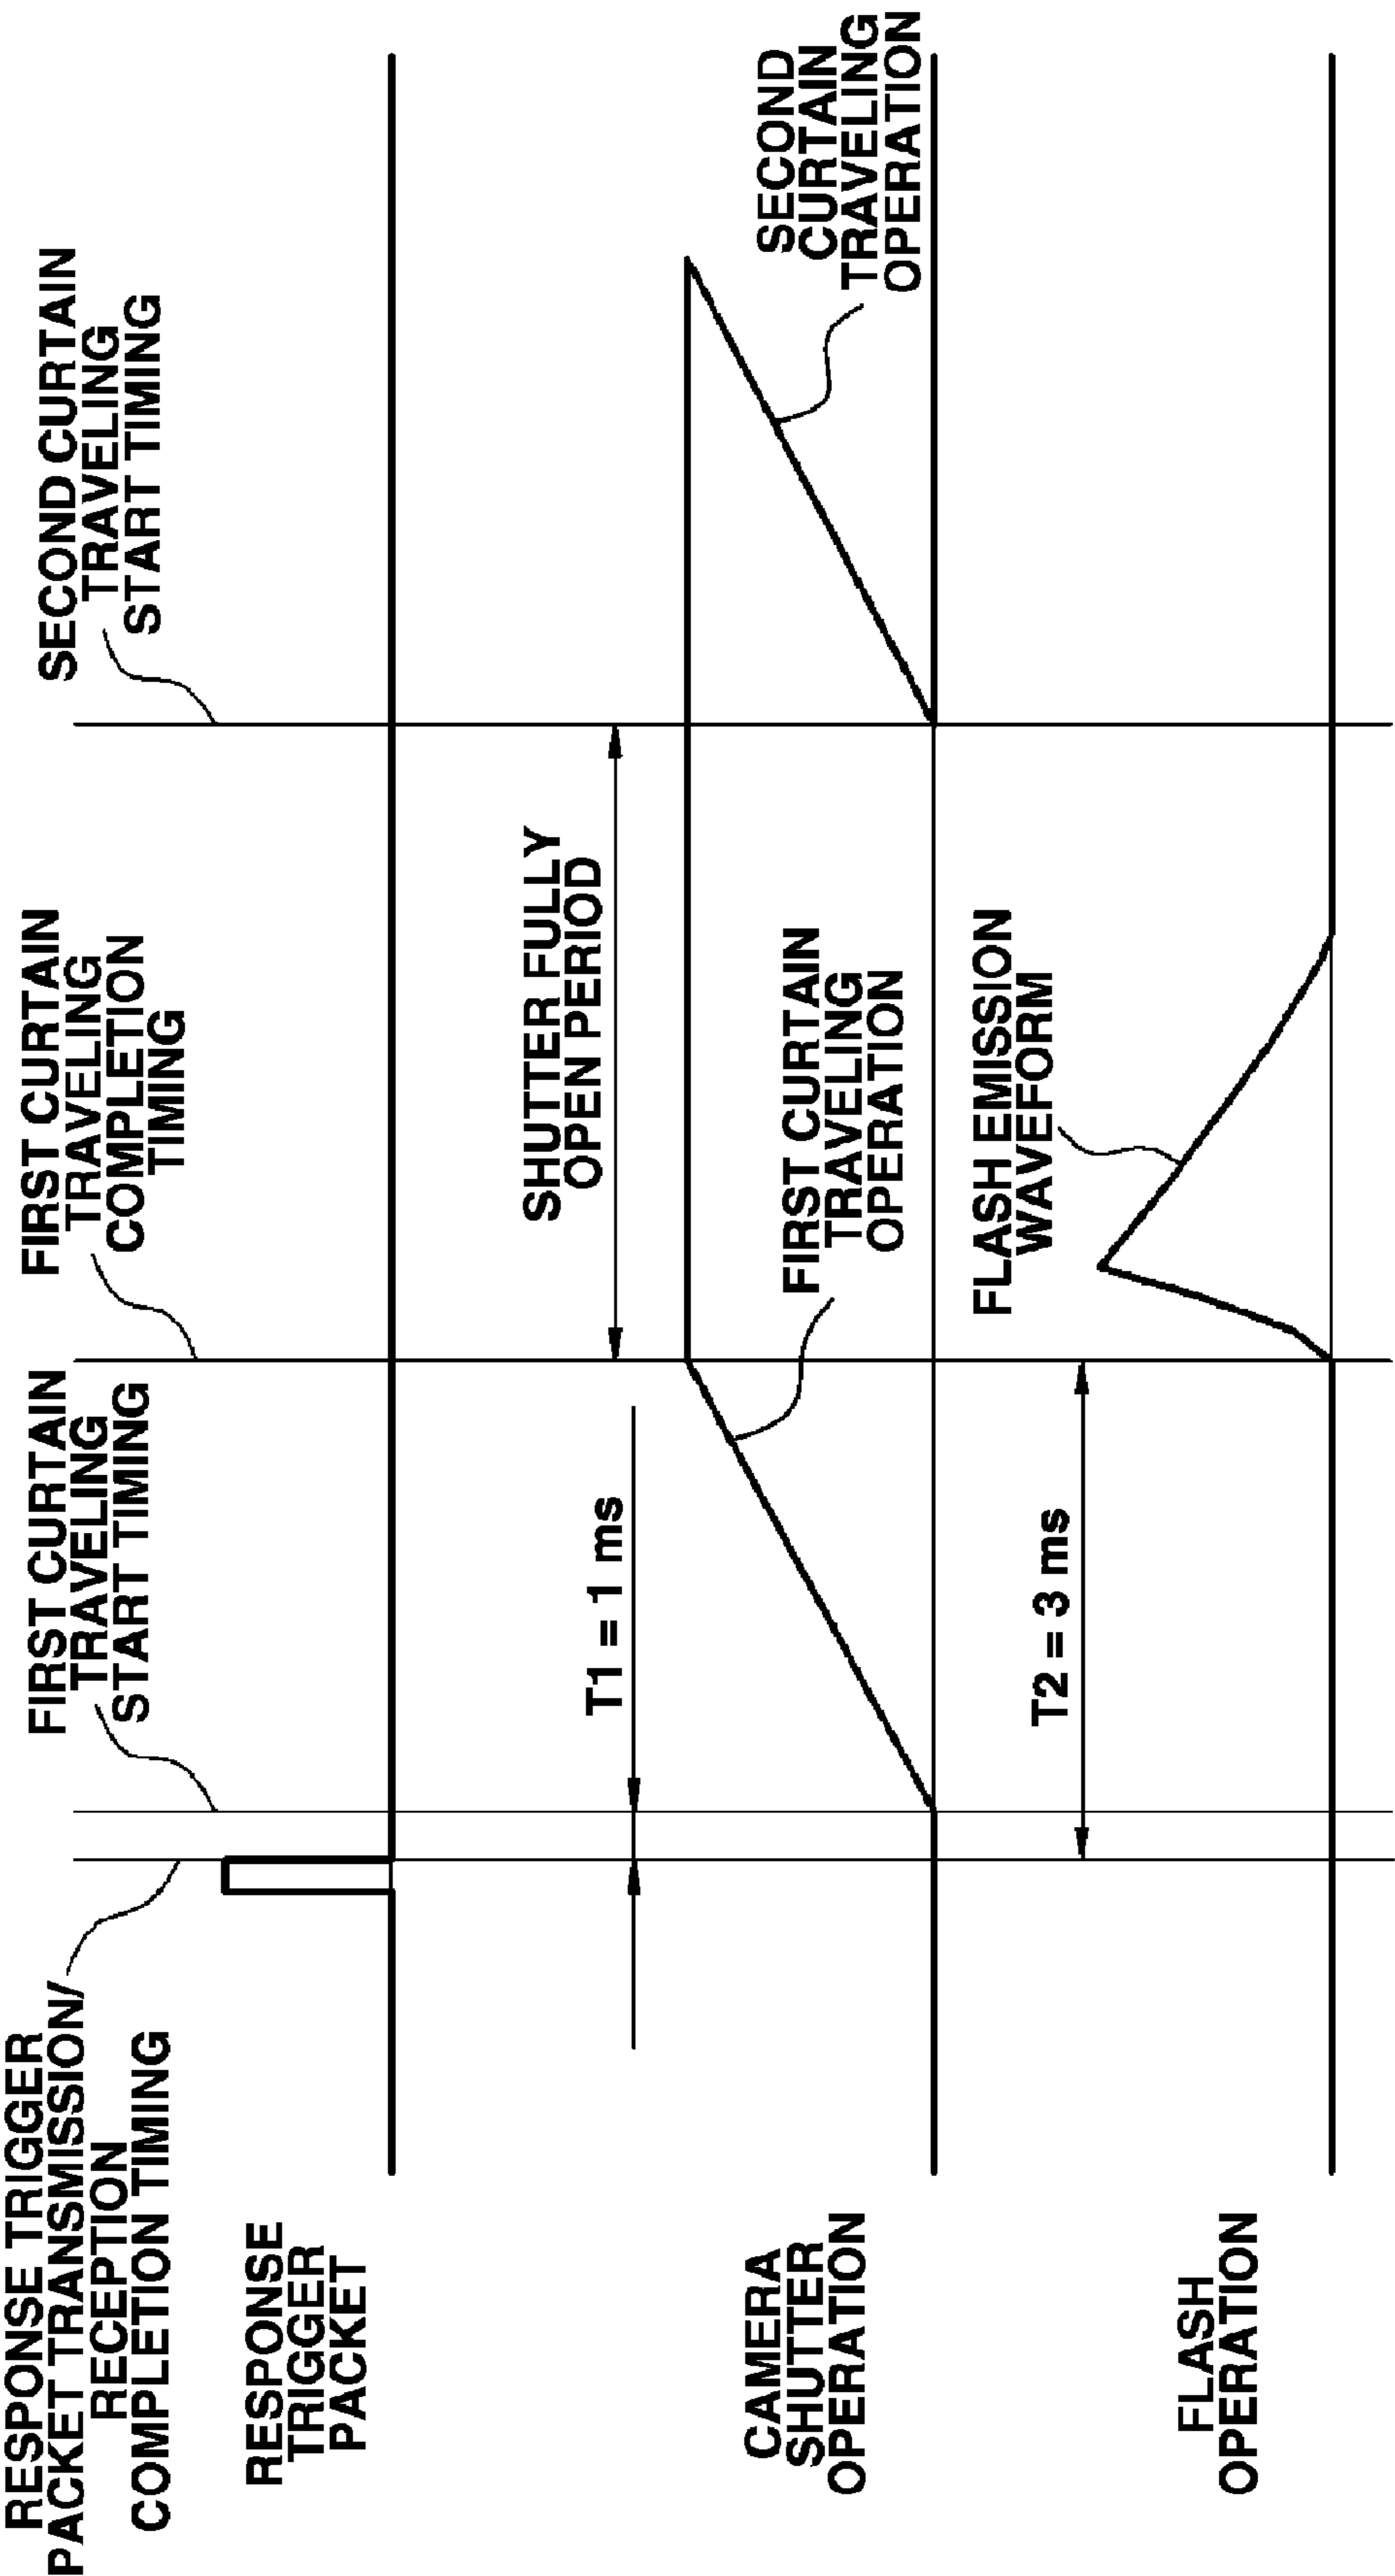 RESPONSE TRIGGER
PACKET TRANSMISSION/
RECEPTION
COMPLETION TIMING
FIRST CURTAIN
TRAVELING
START TIMING
FIRST CURTAIN
TRAVELING
COMPLETION
TIMING
SECOND CURTAIN
TRAVELING
START TIMING
RESPONSE
TRIGGER
PACKET
SHUTTER FULLY
OPEN PERIOD
T1 = 1 ms
CAMERA
SHUTTER
OPERATION
FIRST CURTAIN
TRAVELING
OPERATION
SECOND
CURTAIN
TRAVELING
OPERATION
T2 = 3 ms
FLASH EMISSION
WAVEFORM
FLASH
OPERATION